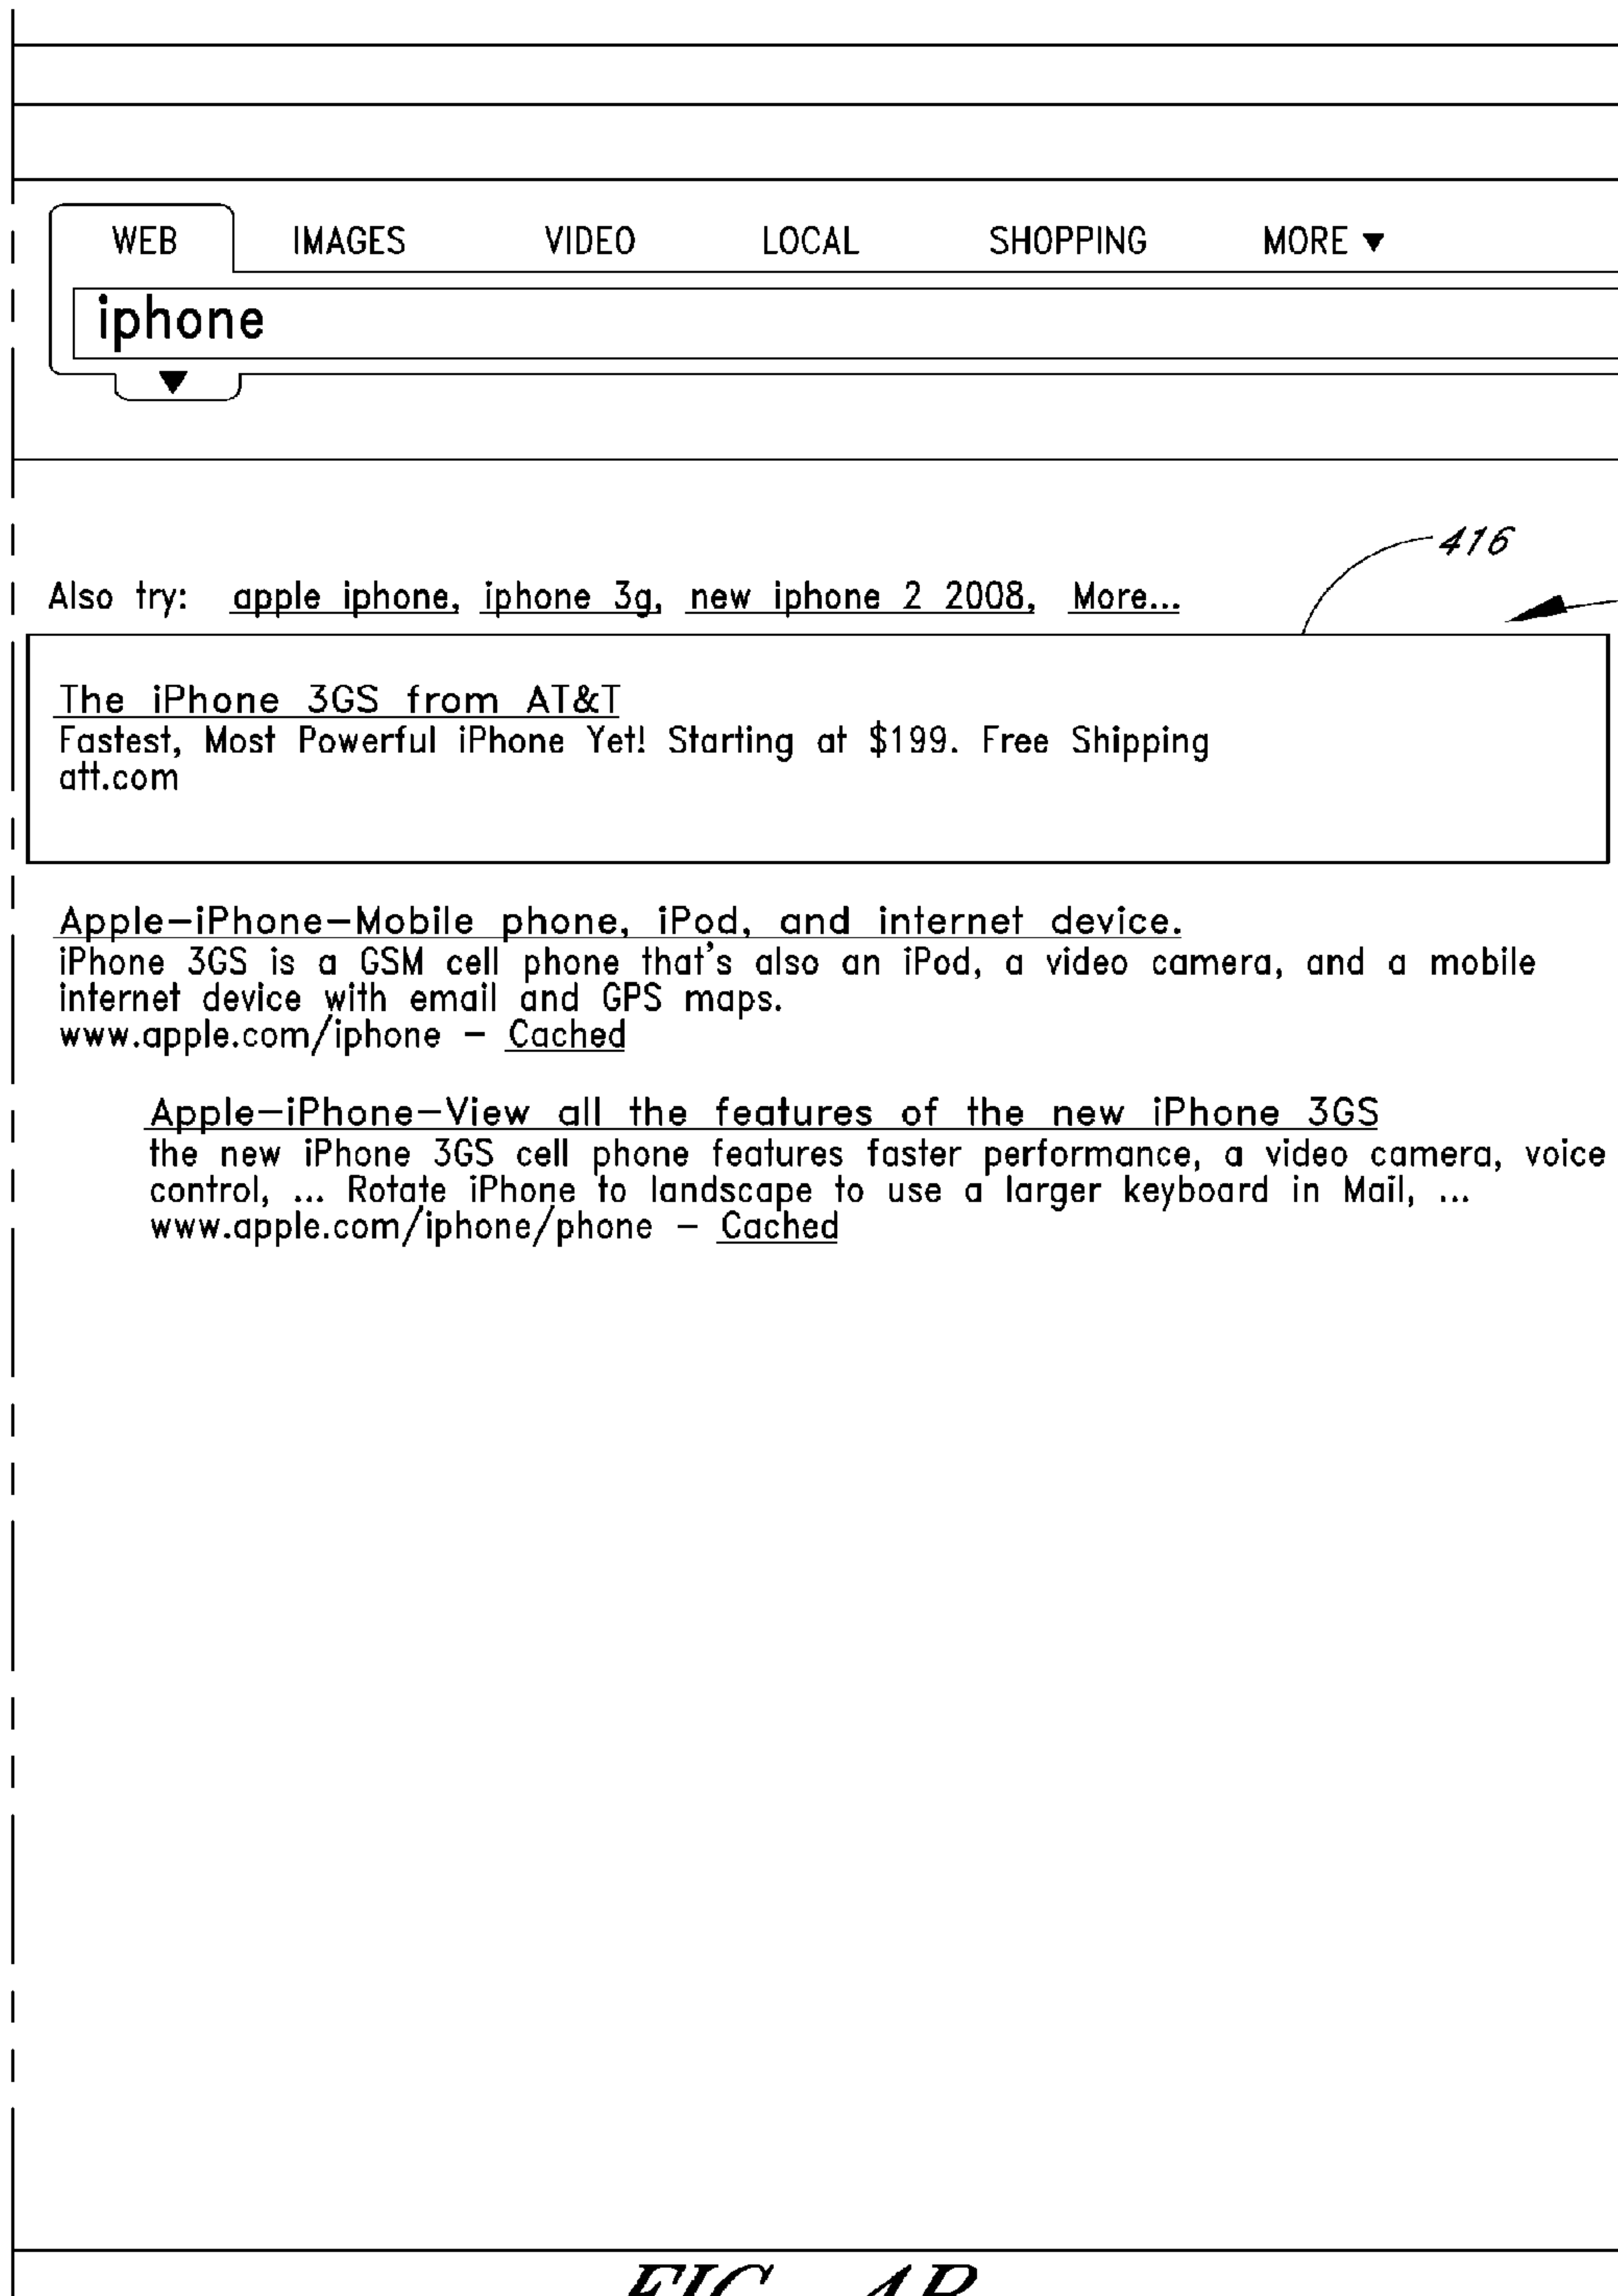 WEB IMAGES VIDEO LOCAL SHOPPING MORE ▼
iphone
416
Also try: apple iphone, iphone 3g, new iphone 2 2008, More...
The iPhone 3GS from AT&T
Fastest, Most Powerful iPhone Yet! Starting at $199. Free Shipping
att.com
Apple-iPhone-Mobile phone, iPod, and internet device.
iPhone 3GS is a GSM cell phone that's also an iPod, a video camera, and a mobile
internet device with email and GPS maps.
www.apple.com/iphone - Cached
Apple-iPhone-View all the features of the new iPhone 3GS
the new iPhone 3GS cell phone features faster performance, a video camera, voice
control, ... Rotate iPhone to landscape to use a larger keyboard in Mail, ...
www.apple.com/iphone/phone - Cached
FIG. 4B